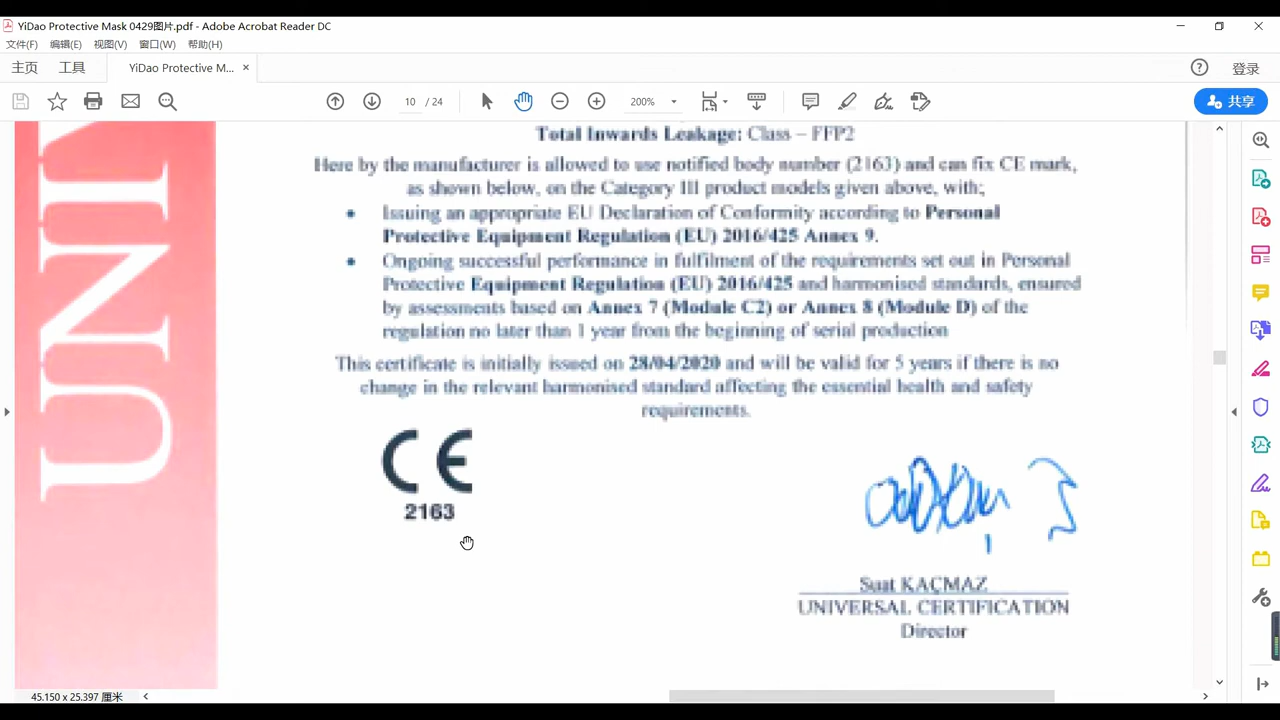 YiDao Protective Mask 0429图片.pdf - Adobe Acrobat Reader DC
文件(F) 编辑(E) 视图(V) 窗口(W) 帮助(H)
主页 工具 YiDao Protective M... × 登录
10 / 24 200% 共享
UNI
Total Inwards Leakage: Class – FFP2
Here by the manufacturer is allowed to use notified body number (2163) and can fix CE mark,
as shown below, on the Category III product models given above, with;
• Issuing an appropriate EU Declaration of Conformity according to Personal
Protective Equipment Regulation (EU) 2016/425 Annex 9.
• Ongoing successful performance in fulfilment of the requirements set out in Personal
Protective Equipment Regulation (EU) 2016/425 and harmonised standards, ensured
by assessments based on Annex 7 (Module C2) or Annex 8 (Module D) of the
regulation no later than 1 year from the beginning of serial production
This certificate is initially issued on 28/04/2020 and will be valid for 5 years if there is no
change in the relevant harmonised standard affecting the essential health and safety
requirements.
CE
2163
Suat KAÇMAZ
UNIVERSAL CERTIFICATION
Director
45.150 x 25.397 厘米